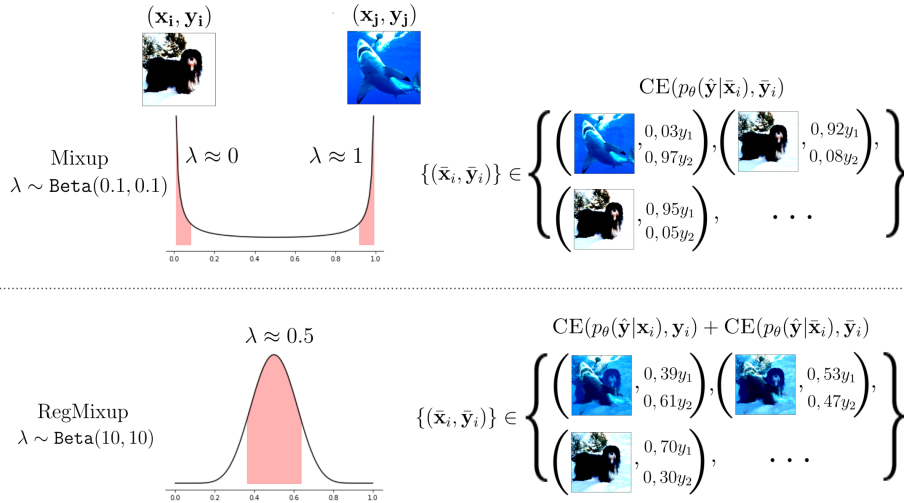 (x_i, y_i)
(x_j, y_j)
CE(p_θ(ŷ|x̄_i), ȳ_i)
Mixup
λ ∼ Beta(0.1, 0.1)
λ ≈ 0
λ ≈ 1
0.0 0.2 0.4 0.6 0.8 1.0
{(x̄_i, ȳ_i)} ∈ { ( , 0, 03y_1
0, 97y_2 ), ( , 0, 92y_1
0, 08y_2 ),
( , 0, 95y_1
0, 05y_2 ), ... }
RegMixup
λ ∼ Beta(10, 10)
λ ≈ 0.5
0.0 0.2 0.4 0.6 0.8 1.0
CE(p_θ(ŷ|x_i), y_i) + CE(p_θ(ŷ|x̄_i), ȳ_i)
{(x̄_i, ȳ_i)} ∈ { ( , 0, 39y_1
0, 61y_2 ), ( , 0, 53y_1
0, 47y_2 ),
( , 0, 70y_1
0, 30y_2 ), ... }